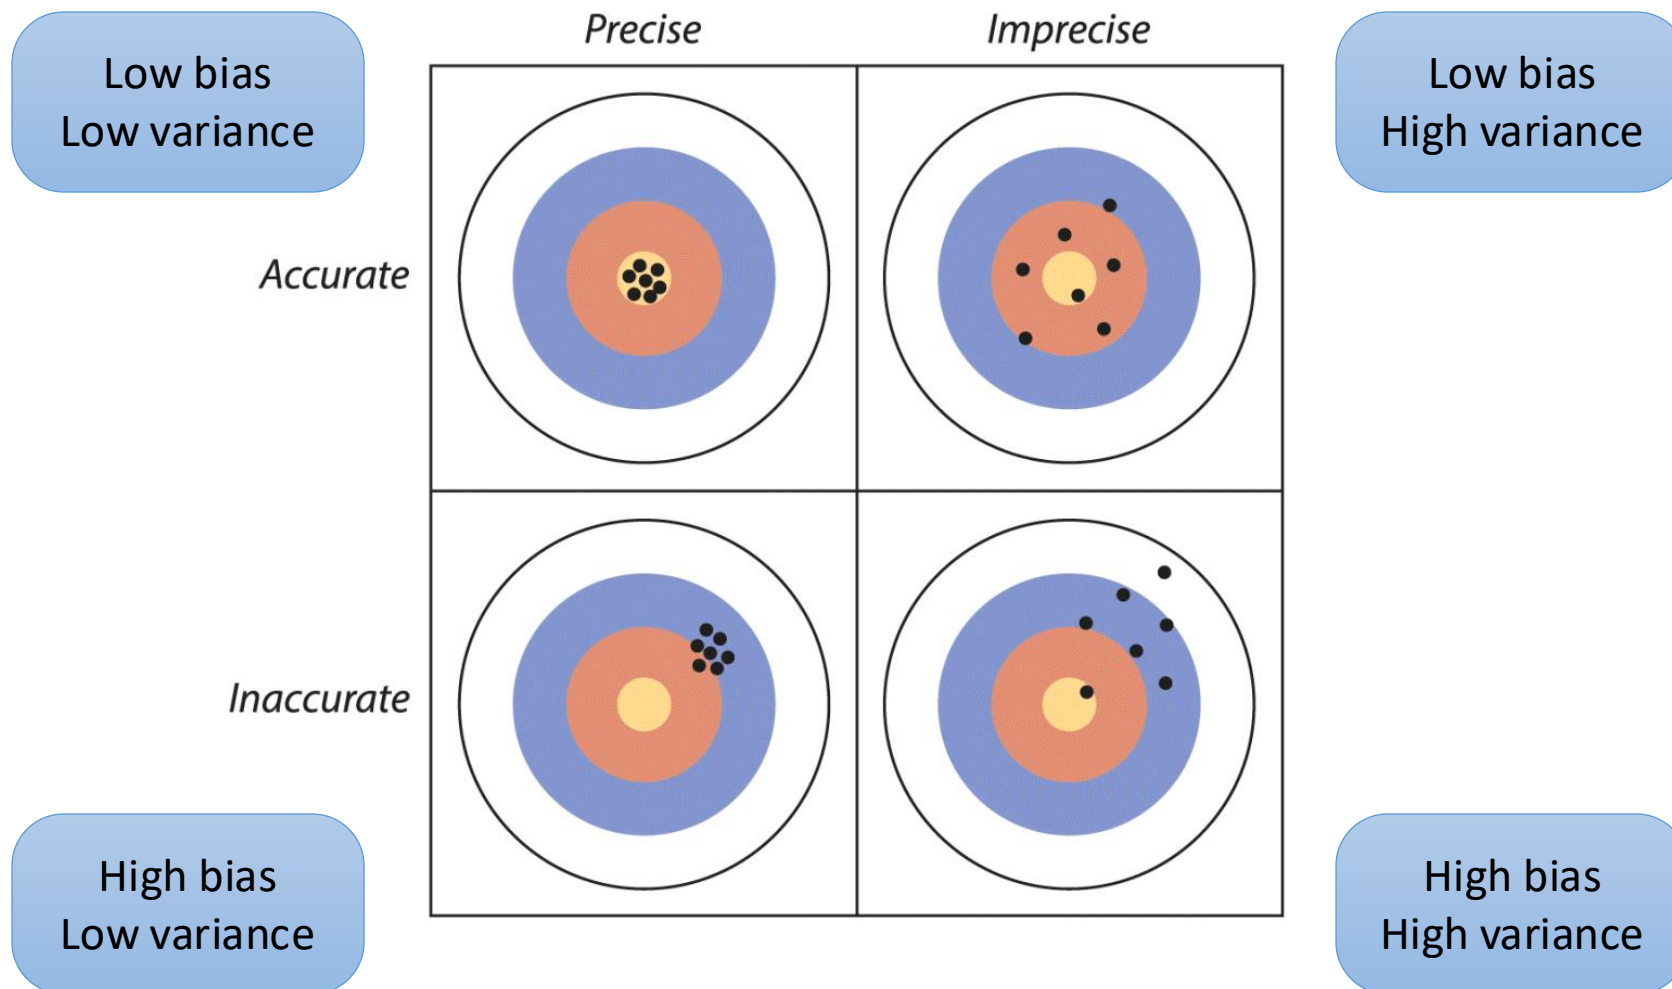 Precise
Imprecise
Low bias
Low variance
Low bias
High variance
Accurate
Inaccurate
High bias
Low variance
High bias
High variance